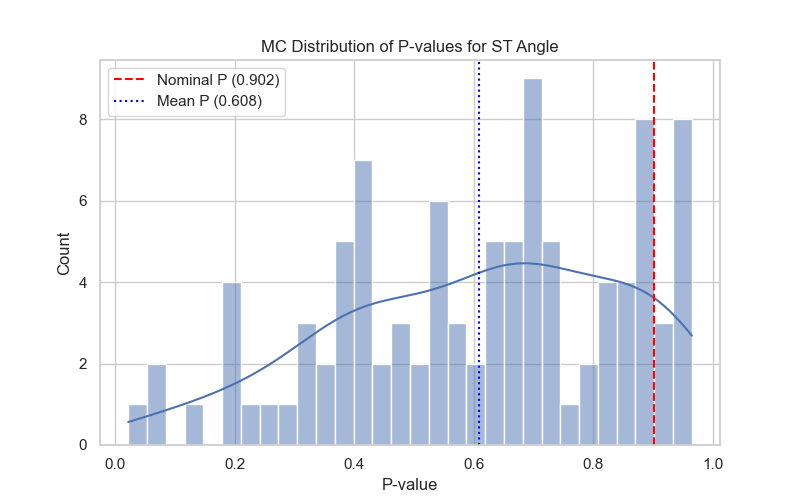 MC Distribution of P-values for ST Angle
Nominal P (0.902)
Mean P (0.608)
Count
8
6
4
2
0
0.0 0.2 0.4 0.6 0.8 1.0
P-value